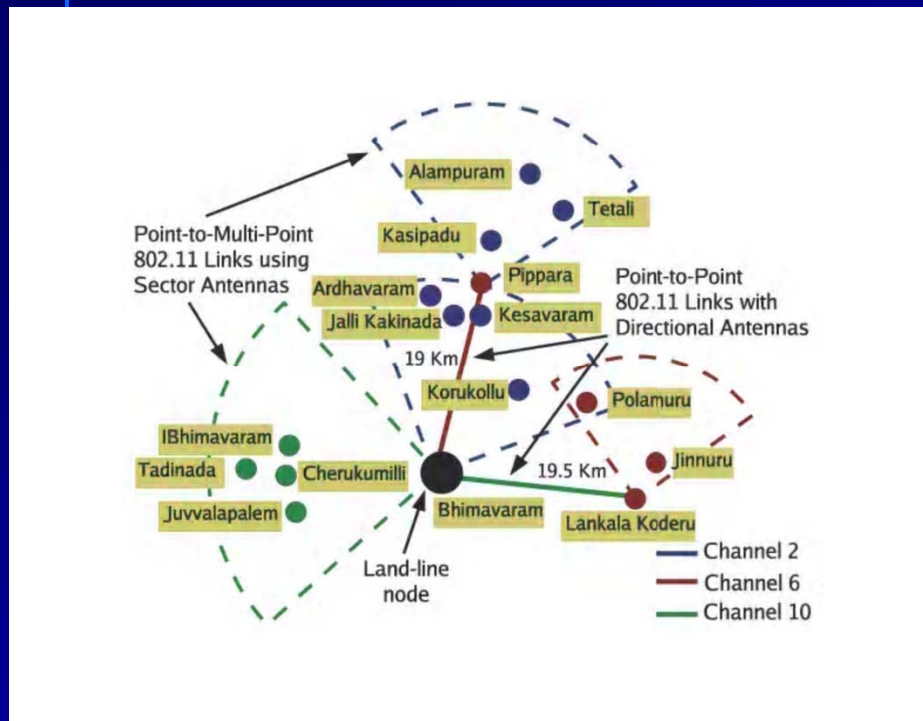 Alampuram
Tetali
Kasipadu
Point-to-Multi-Point
802.11 Links using
Sector Antennas
Pippara
Point-to-Point
802.11 Links with
Directional Antennas
Ardhavaram
Jalli Kakinada
Kesavaram
19 Km
Korukollu
Polamuru
IBhimavaram
Tadinada
Cherukumilli
19.5 Km
Jinnuru
Juvvalapalem
Bhimavaram
Lankala Koderu
Land-line
node
Channel 2
Channel 6
Channel 10